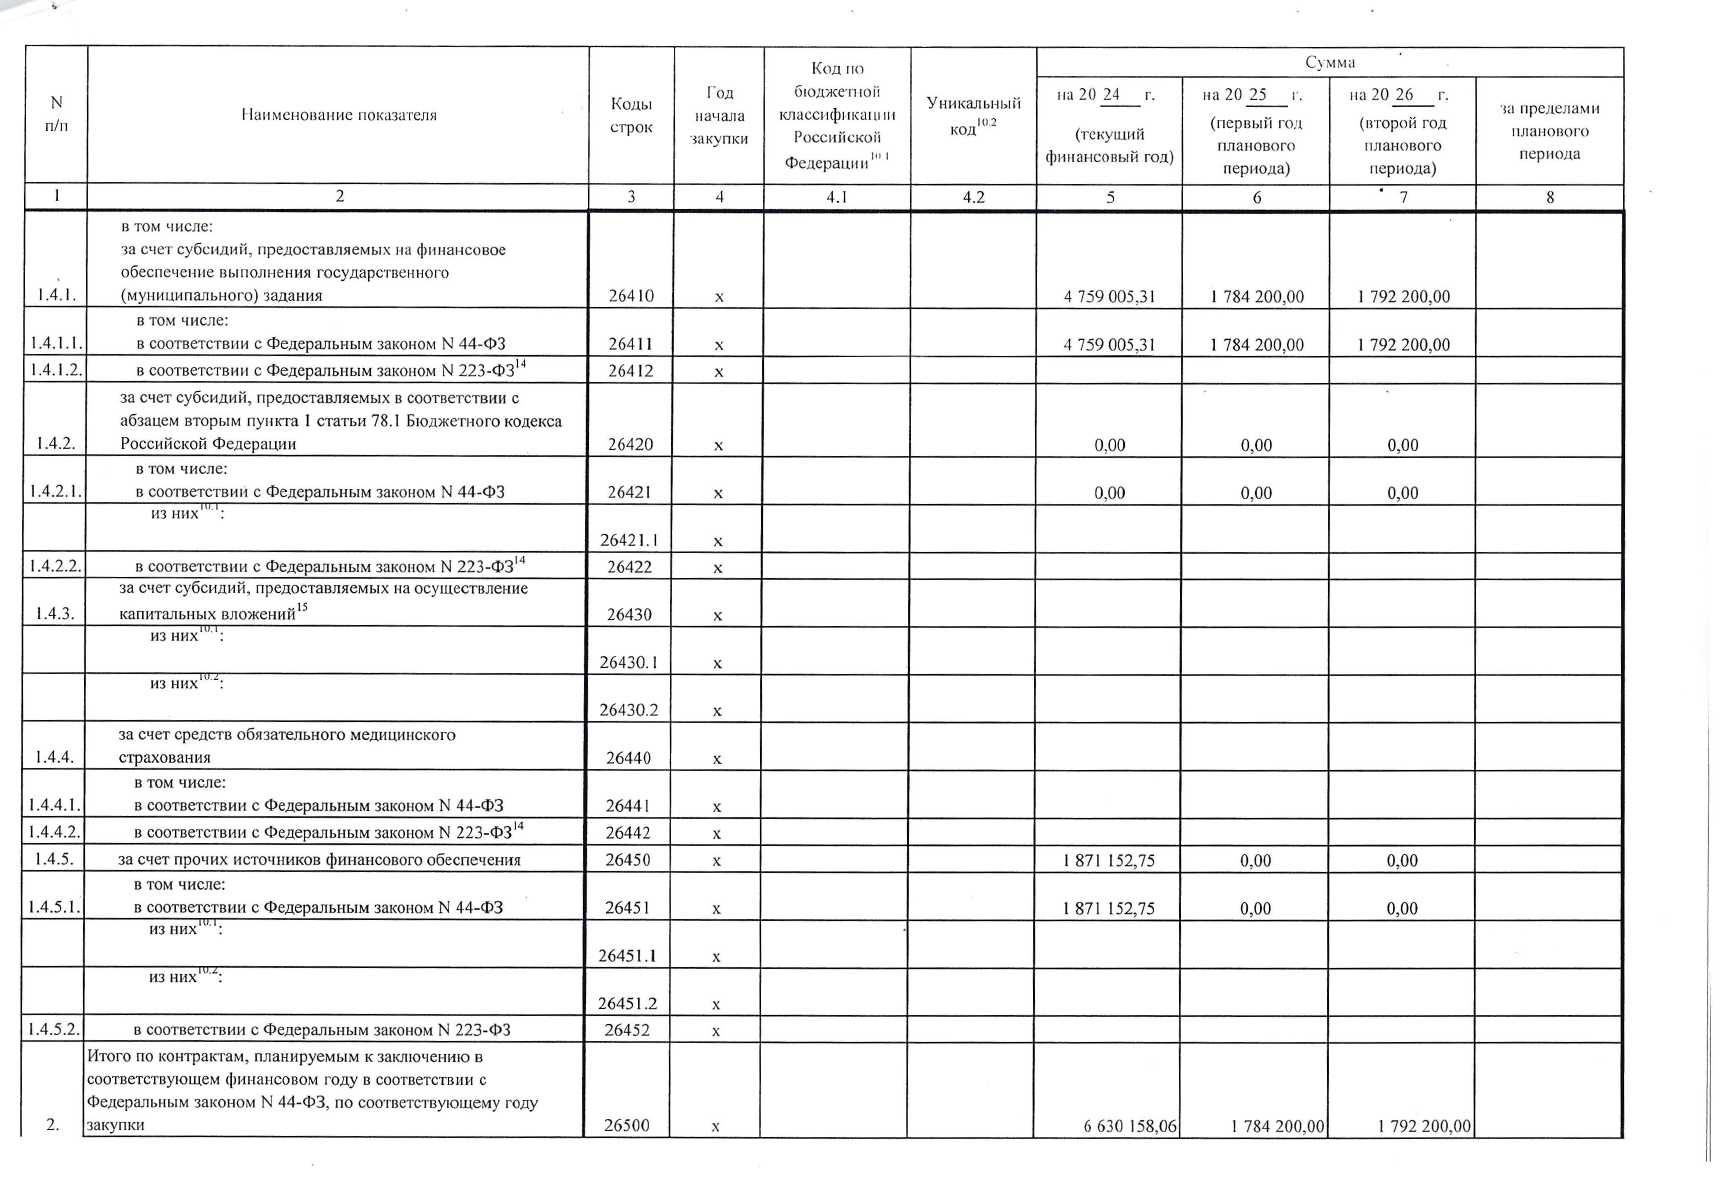 N
п/п
Наименование показателя
Коды
строк
Год
начала
закупки
Код по
бюджетной
классификации
Российской
Федерации10.1
Уникальный
код10.2
Сумма
на 20 24 г.
(текущий
финансовый год)
на 20 25 г.
(первый год
планового
периода)
на 20 26 г.
(второй год
планового
периода)
за пределами
планового
периода
1 2 3 4 4.1 4.2 5 6 7 8
в том числе:
за счет субсидий, предоставляемых на финансовое
обеспечение выполнения государственного
1.4.1. (муниципального) задания 26410 х 4 759 005,31 1 784 200,00 1 792 200,00
в том числе:
1.4.1.1. в соответствии с Федеральным законом N 44-ФЗ 26411 х 4 759 005,31 1 784 200,00 1 792 200,00
1.4.1.2. в соответствии с Федеральным законом N 223-ФЗ14 26412 х
за счет субсидий, предоставляемых в соответствии с
абзацем вторым пункта 1 статьи 78.1 Бюджетного кодекса
1.4.2. Российской Федерации 26420 х 0,00 0,00 0,00
в том числе:
1.4.2.1. в соответствии с Федеральным законом N 44-ФЗ 26421 х 0,00 0,00 0,00
из них10.1:
26421.1 х
1.4.2.2. в соответствии с Федеральным законом N 223-ФЗ14 26422 х
за счет субсидий, предоставляемых на осуществление
1.4.3. капитальных вложений15 26430 х
из них10.1:
26430.1 х
из них10.2:
26430.2 х
за счет средств обязательного медицинского
1.4.4. страхования 26440 х
в том числе:
1.4.4.1. в соответствии с Федеральным законом N 44-ФЗ 26441 х
1.4.4.2. в соответствии с Федеральным законом N 223-ФЗ14 26442 х
1.4.5. за счет прочих источников финансового обеспечения 26450 х 1 871 152,75 0,00 0,00
в том числе:
1.4.5.1. в соответствии с Федеральным законом N 44-ФЗ 26451 х 1 871 152,75 0,00 0,00
из них10.1:
26451.1 х
из них10.2:
26451.2 х
1.4.5.2. в соответствии с Федеральным законом N 223-ФЗ 26452 х
Итого по контрактам, планируемым к заключению в
соответствующем финансовом году в соответствии с
Федеральным законом N 44-ФЗ, по соответствующему году
2. закупки 26500 х 6 630 158,06 1 784 200,00 1 792 200,00